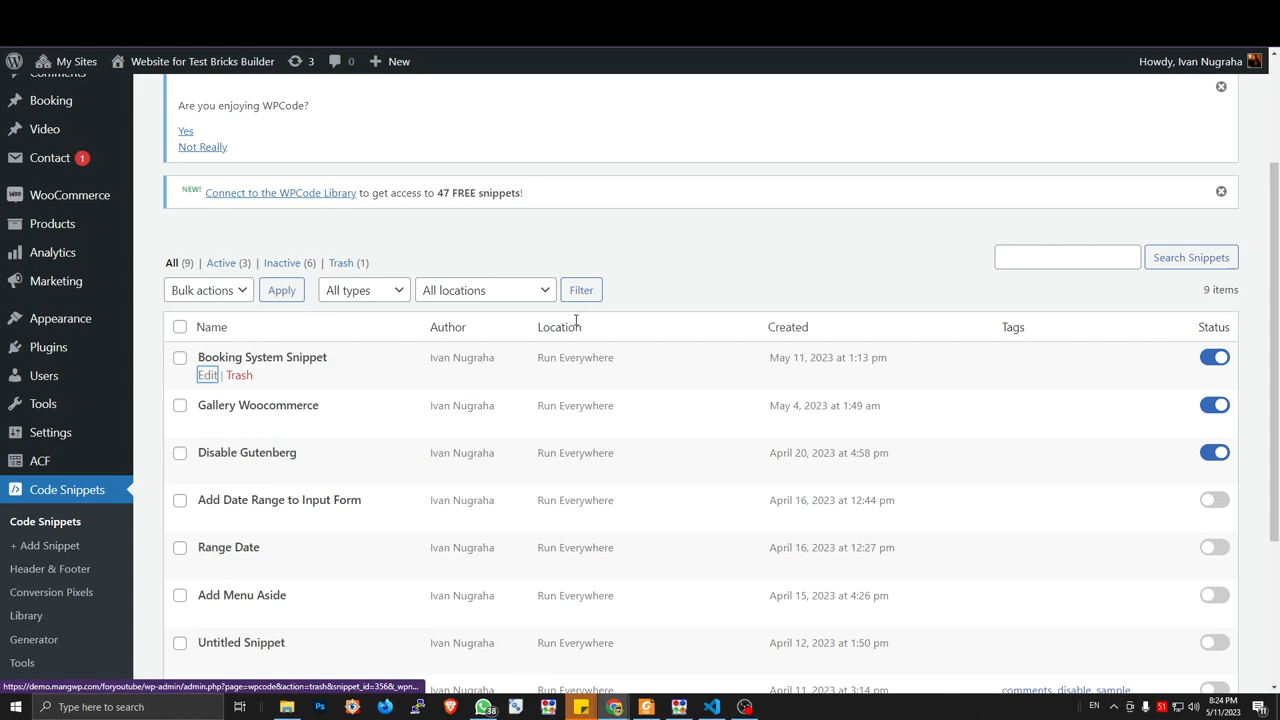 My Sites
Website for Test Bricks Builder
3
0
New
Howdy, Ivan Nugraha
Comments
Booking
Video
Contact 1
WooCommerce
Products
Analytics
Marketing
Appearance
Plugins
Users
Tools
Settings
ACF
Code Snippets
Code Snippets
+ Add Snippet
Header & Footer
Conversion Pixels
Library
Generator
Tools
Are you enjoying WPCode?
Yes
Not Really
NEW! Connect to the WPCode Library to get access to 47 FREE snippets!
All (9) | Active (3) | Inactive (6) | Trash (1)
Search Snippets
Bulk actions
Apply
All types
All locations
Filter
9 items
Name Author Location Created Tags Status
Booking System Snippet Ivan Nugraha Run Everywhere May 11, 2023 at 1:13 pm
Edit | Trash
Gallery Woocommerce Ivan Nugraha Run Everywhere May 4, 2023 at 1:49 am
Disable Gutenberg Ivan Nugraha Run Everywhere April 20, 2023 at 4:58 pm
Add Date Range to Input Form Ivan Nugraha Run Everywhere April 16, 2023 at 12:44 pm
Range Date Ivan Nugraha Run Everywhere April 16, 2023 at 12:27 pm
Add Menu Aside Ivan Nugraha Run Everywhere April 15, 2023 at 4:26 pm
Untitled Snippet Ivan Nugraha Run Everywhere April 12, 2023 at 1:50 pm
Ivan Nugraha Run Everywhere April 11, 2023 at 3:14 pm comments, disable, sample
https://demo.mangwp.com/foryoutube/wp-admin/admin.php?page=wpcode&action=trash&snippet_id=356&_wpn...
Type here to search
38
EN
51
8:24 PM
5/11/2023